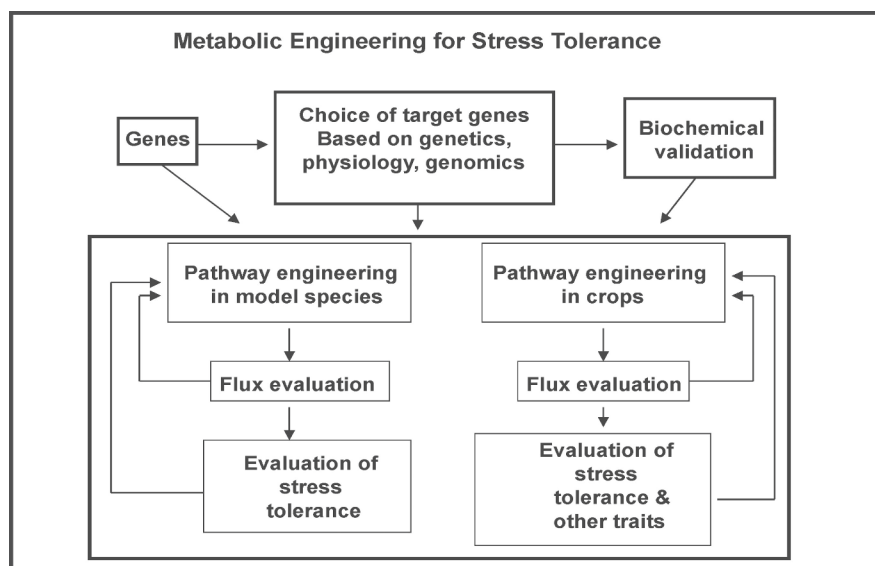 Metabolic Engineering for Stress Tolerance
Genes
Choice of target genes
Based on genetics,
physiology, genomics
Biochemical
validation
Pathway engineering
in model species
Pathway engineering
in crops
Flux evaluation
Flux evaluation
Evaluation of
stress
tolerance
Evaluation of
stress
tolerance &
other traits